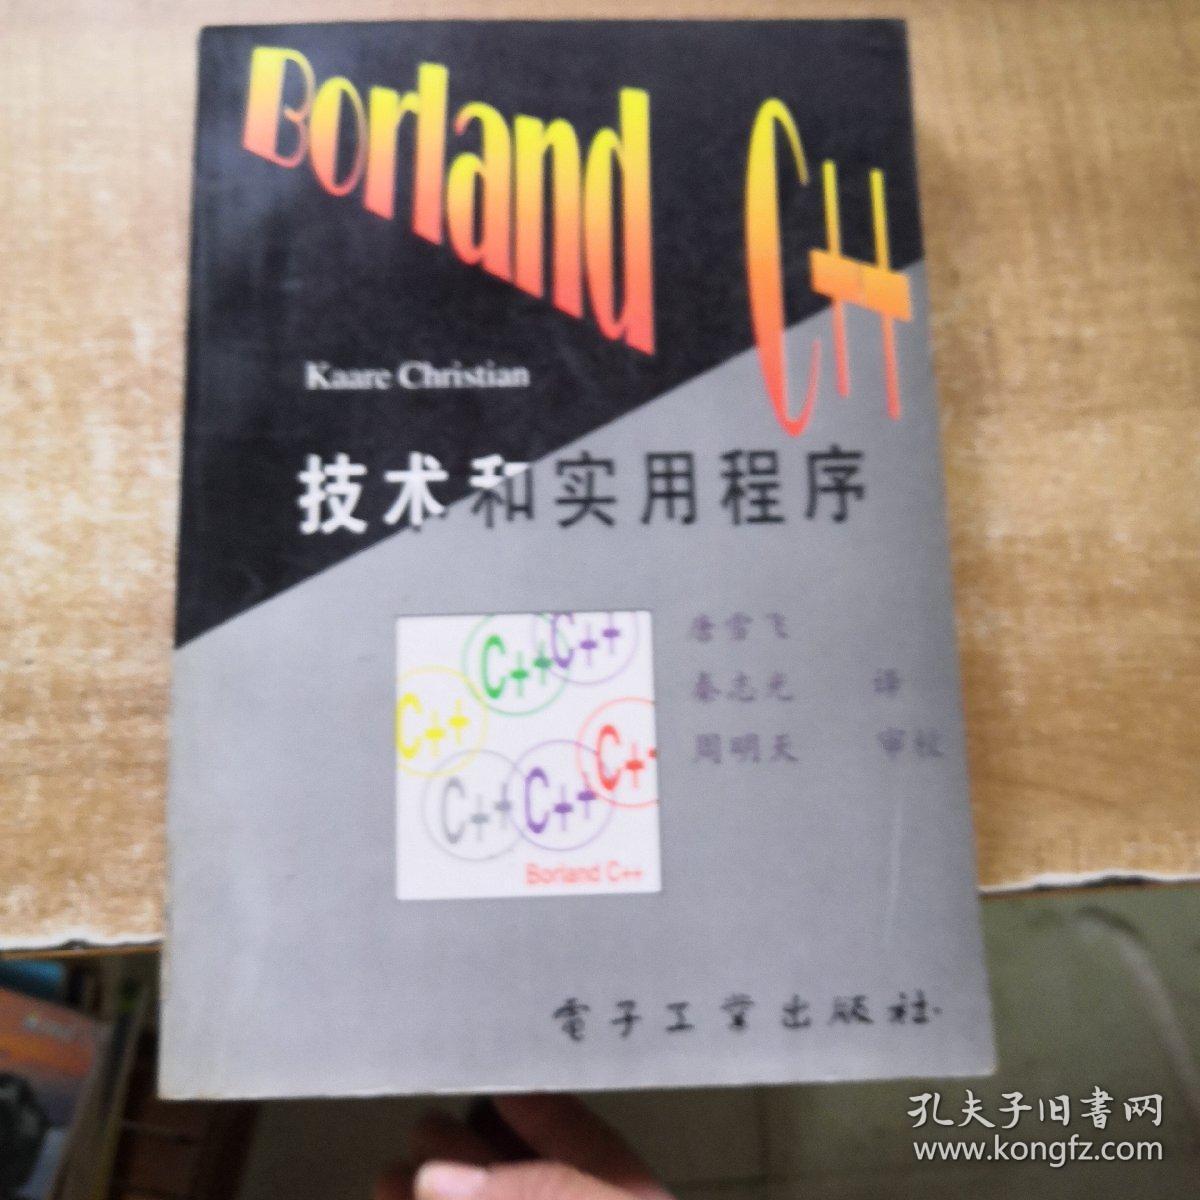 Borland C++
Kaare Christian
技术和实用程序
唐雪飞
秦志光 译
周明天 审校
C++
C++
C++
C++
C++
C++
Borland C++
電子工業出版社
孔夫子旧書网
www.kongfz.com